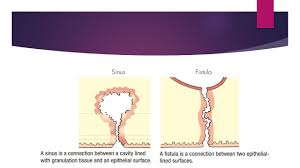 Sinus
Fistula
A sinus is a connection between a cavity lined
with granulation tissue and an epithelial surface.
A fistula is a connection between two epithelial-
lined surfaces.